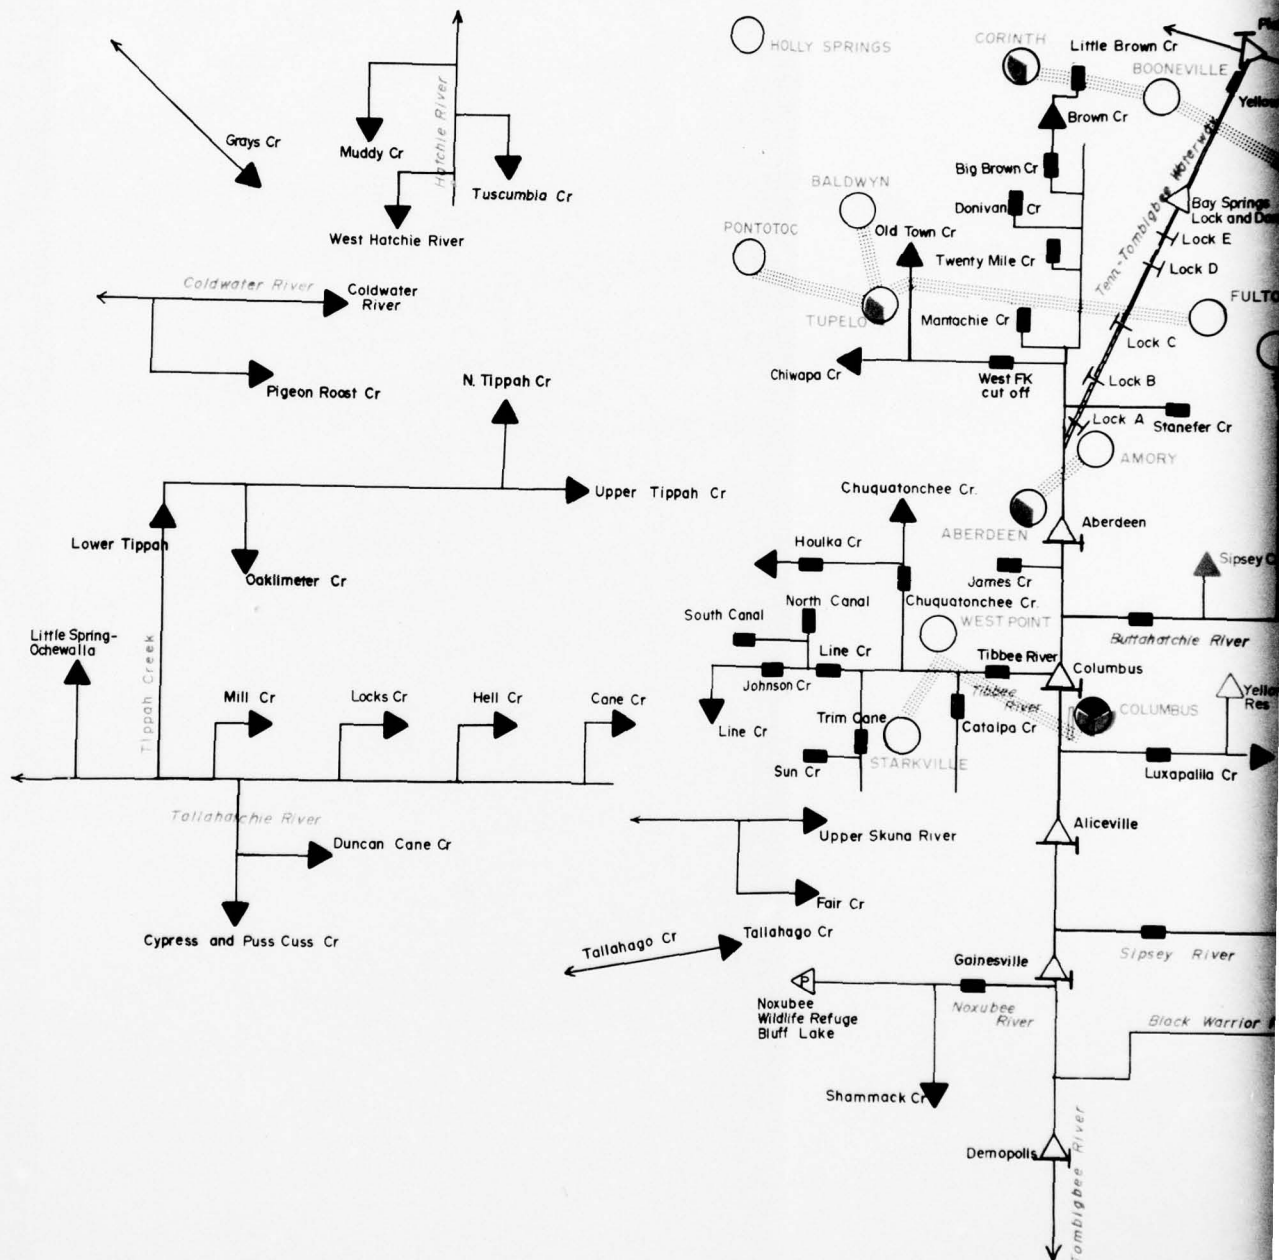 HOLLY SPRINGS
CORINTH
Little Brown Cr
BOONEVILLE
Brown Cr
Grays Cr
Muddy Cr
Hatchie River
Tuscumbia Cr
West Hatchie River
Big Brown Cr
Donivan Cr
BALDWYN
Old Town Cr
PONTOTOC
Twenty Mile Cr
Tenn-Tombigbee Waterway
Bay Springs
Lock and
Lock E
Lock D
Coldwater River
Coldwater
River
TUPELO
Mantachie Cr
Lock C
Chiwapa Cr
West FK
cut off
Lock B
Pigeon Roost Cr
N. Tippah Cr
Lock A
Stanefer Cr
AMORY
Upper Tippah Cr
Chuquatonchee Cr.
ABERDEEN
Aberdeen
Lower Tippah
Oaklimeter Cr
Houlka Cr
James Cr
Sipsey
North Canal
Chuquatonchee Cr.
South Canal
WEST POINT
Buttahatchie River
Little Spring-
Ochewalla
Tippah Creek
Line Cr
Tibbee River
Columbus
Johnson Cr
Tibbee
River
Mill Cr
Locks Cr
Hell Cr
Cane Cr
Line Cr
Trim Cane
Catalpa Cr
COLUMBUS
Res
Sun Cr
STARKVILLE
Luxapalila Cr
Tallahatchie River
Duncan Cane Cr
Upper Skuna River
Aliceville
Fair Cr
Cypress and Puss Cuss Cr
Tallahago Cr
Tallahago Cr
Sipsey River
Gainesville
Noxubee
Wildlife Refuge
Bluff Lake
P
Noxubee
River
Black Warrior
Shammack Cr
Demopolis
Tombigbee River